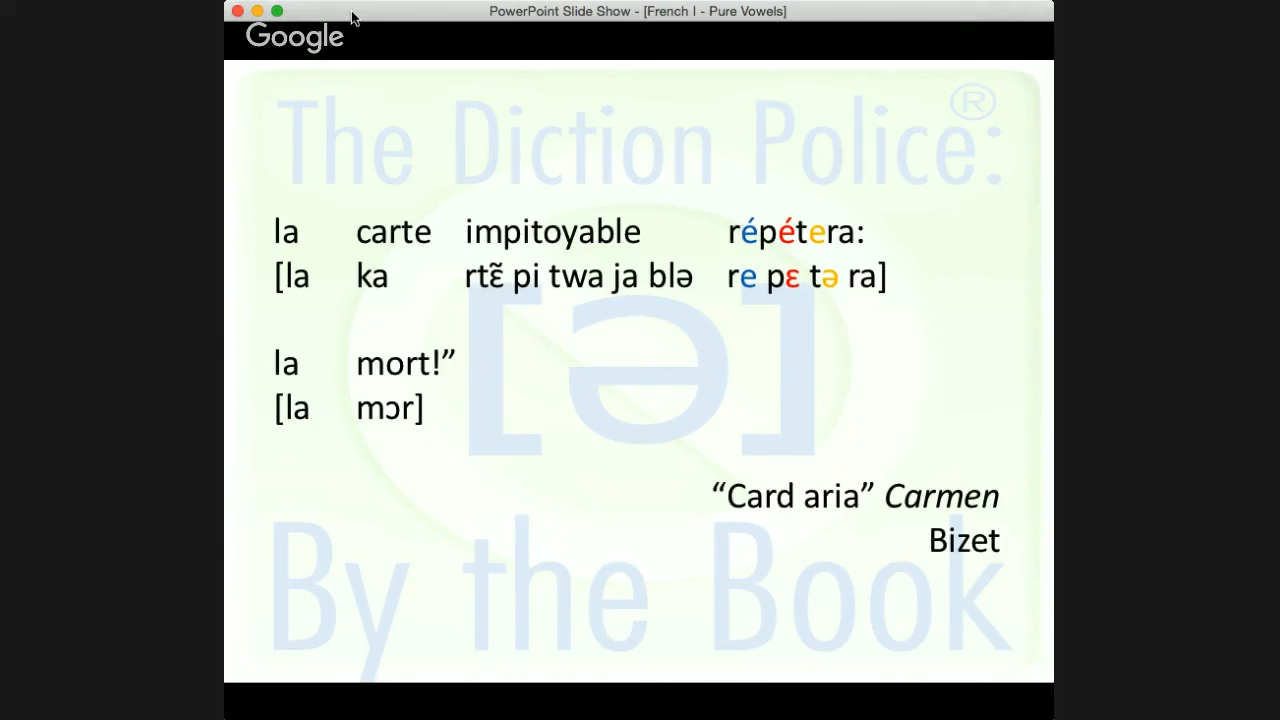 PowerPoint Slide Show - [French I - Pure Vowels]
Google
The Diction Police®:
la carte impitoyable répétera:
[la ka rtɛ̃ pi twa ja blə re pɛ tə ra]
[ə]
la mort!”
[la mɔr]
“Card aria” Carmen
Bizet
By the Book